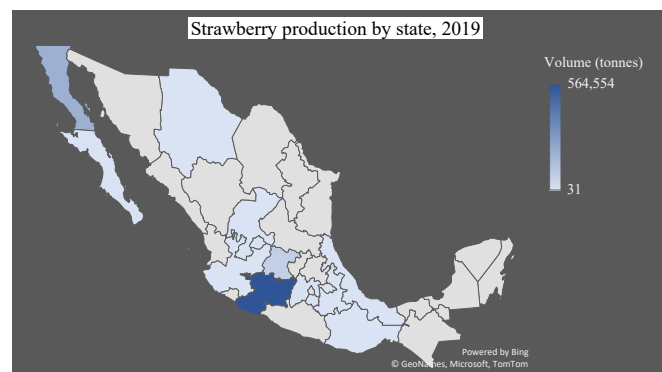 Strawberry production by state, 2019
Volume (tonnes)
564,554
31
Powered by Bing
© GeoNames, Microsoft, TomTom